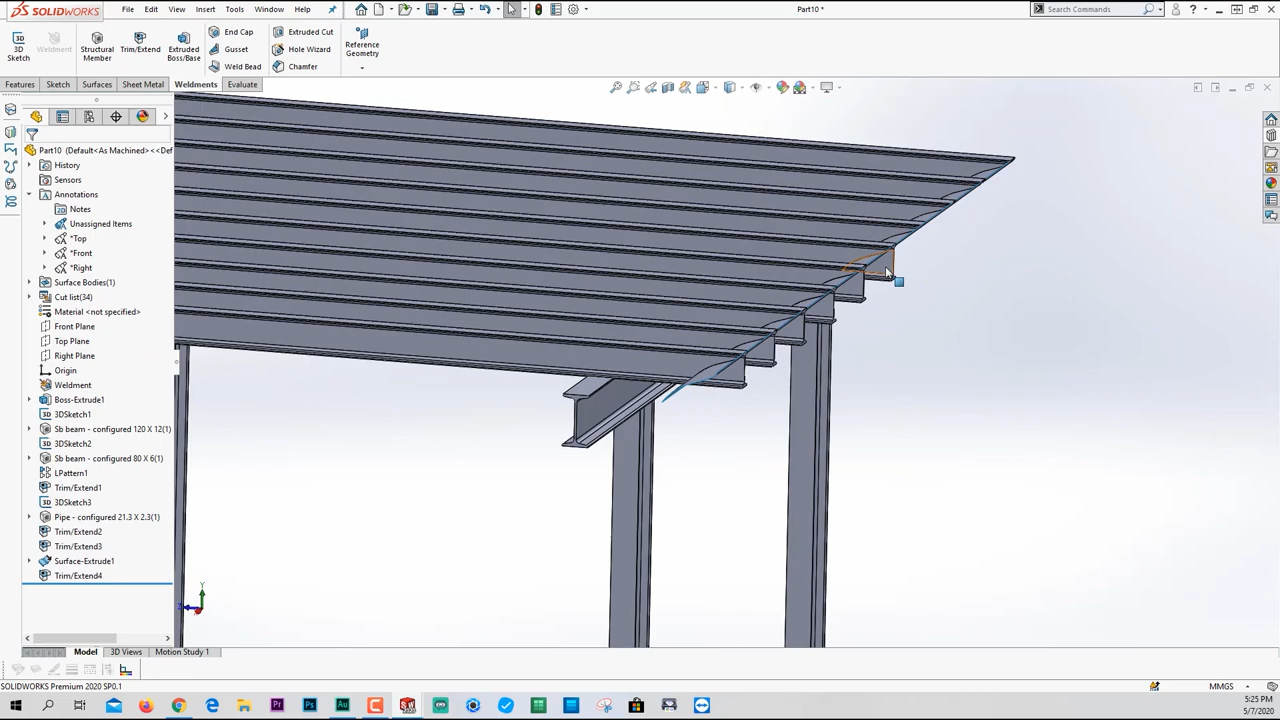 SOLIDWORKS
File Edit View Insert Tools Window Help
Part10 *
Search Commands
3D Sketch
Weldment
Structural Member
Trim/Extend
Extruded Boss/Base
End Cap
Gusset
Weld Bead
Extruded Cut
Hole Wizard
Chamfer
Reference Geometry
Features Sketch Surfaces Sheet Metal Weldments Evaluate
Part10 (Default<As Machined><<Def
History
Sensors
Annotations
Notes
Unassigned Items
*Top
*Front
*Right
Surface Bodies(1)
Cut list(34)
Material <not specified>
Front Plane
Top Plane
Right Plane
Origin
Weldment
Boss-Extrude1
3DSketch1
Sb beam - configured 120 X 12(1)
3DSketch2
Sb beam - configured 80 X 6(1)
LPattern1
Trim/Extend1
3DSketch3
Pipe - configured 21.3 X 2.3(1)
Trim/Extend2
Trim/Extend3
Surface-Extrude1
Trim/Extend4
Y
Model 3D Views Motion Study 1
SOLIDWORKS Premium 2020 SP0.1
MMGS
5:25 PM
5/7/2020